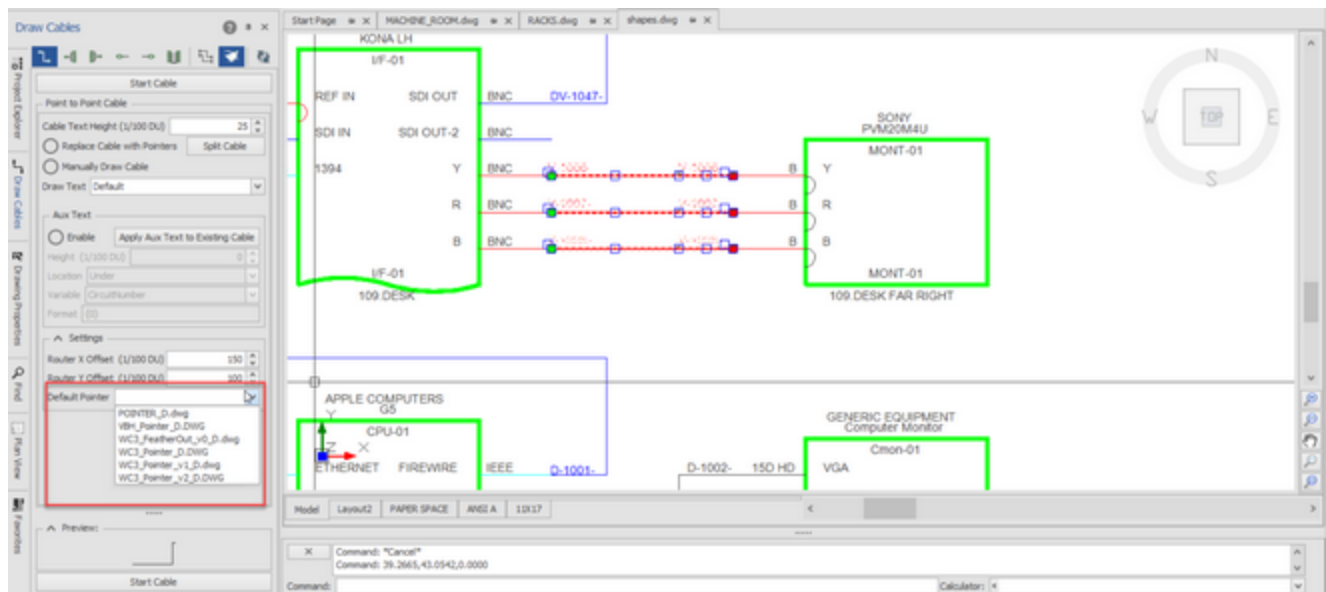 Draw Cables
Start Page
MACHINE_ROOM.dwg
RACKS.dwg
shapes.dwg
Project Explorer
Draw Cables
Drawing Properties
Find
Plan View
Favorites
Start Cable
Point to Point Cable
Cable Text Height (1/100 DU) 25
Replace Cable with Pointers Split Cable
Manually Draw Cable
Draw Text Default
Aux Text
Enable Apply Aux Text to Existing Cable
Height (1/100 DU) 0
Location Under
Variable CircuitNumber
Format {0}
Settings
Router X Offset (1/100 DU) 150
Router Y Offset (1/100 DU) 100
Default Pointer
POINTER_D.dwg
VBH_Pointer_D.DWG
WC3_FeatherOut_v0_D.dwg
WC3_Pointer_D.DWG
WC3_Pointer_v1_D.dwg
WC3_Pointer_v2_D.DWG
Preview:
Start Cable
KONA LH
I/F-01
REF IN SDI OUT BNC DV-1047-
SDI IN SDI OUT-2 BNC
1394 Y BNC
R BNC
B BNC
I/F-01
109.DESK
SONY
PVM20M4U
MONT-01
B Y
B R
B B
MONT-01
109.DESK FAR RIGHT
N
W TOP E
S
APPLE COMPUTERS
G5
CPU-01
Y
Z X
ETHERNET FIREWIRE IEEE D-1001-
GENERIC EQUIPMENT
Computer Monitor
Cmon-01
D-1002- 15D HD VGA
Model Layout2 PAPER SPACE ANSI A 11X17
Command: *Cancel*
Command: 39.2665,43.0542,0.0000
Command:
Calculator: